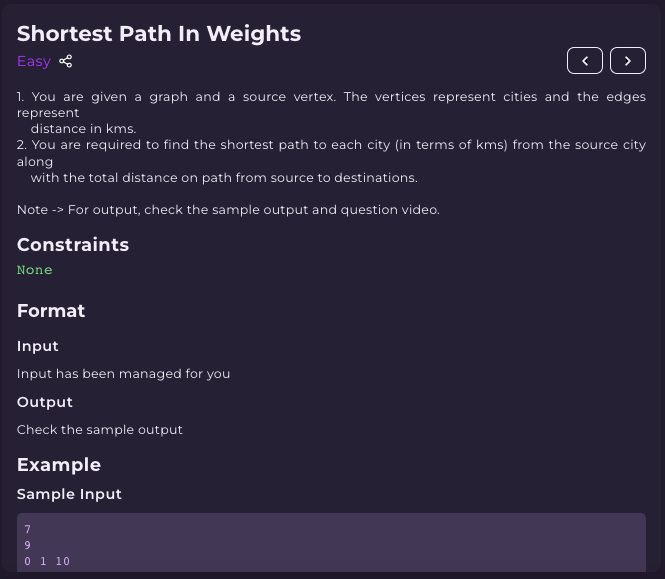 Shortest Path In Weights
Easy
1. You are given a graph and a source vertex. The vertices represent cities and the edges
represent
distance in kms.
2. You are required to find the shortest path to each city (in terms of kms) from the source city
along
with the total distance on path from source to destinations.
Note -> For output, check the sample output and question video.
Constraints
None
Format
Input
Input has been managed for you
Output
Check the sample output
Example
Sample Input
7
9
0 1 10